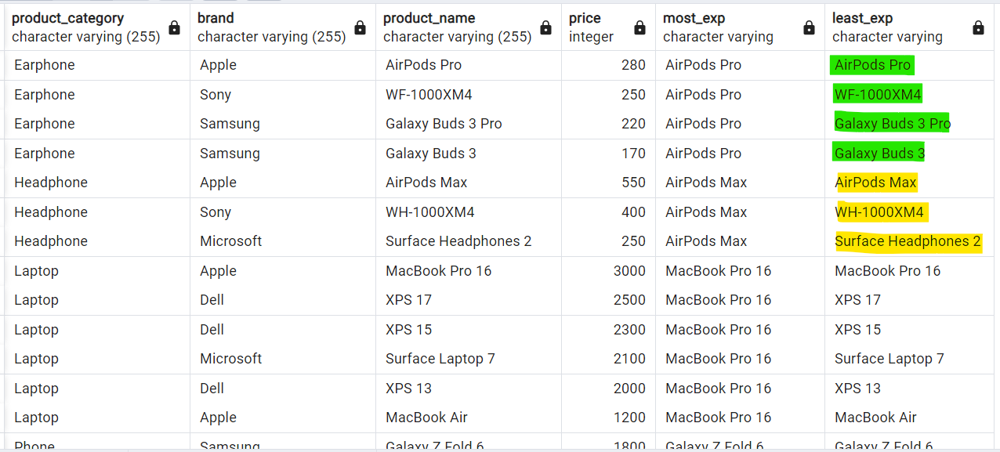 product_category brand product_name price most_exp least_exp
character varying (255) character varying (255) character varying (255) integer character varying character varying
Earphone Apple AirPods Pro 280 AirPods Pro AirPods Pro
Earphone Sony WF-1000XM4 250 AirPods Pro WF-1000XM4
Earphone Samsung Galaxy Buds 3 Pro 220 AirPods Pro Galaxy Buds 3 Pro
Earphone Samsung Galaxy Buds 3 170 AirPods Pro Galaxy Buds 3
Headphone Apple AirPods Max 550 AirPods Max AirPods Max
Headphone Sony WH-1000XM4 400 AirPods Max WH-1000XM4
Headphone Microsoft Surface Headphones 2 250 AirPods Max Surface Headphones 2
Laptop Apple MacBook Pro 16 3000 MacBook Pro 16 MacBook Pro 16
Laptop Dell XPS 17 2500 MacBook Pro 16 XPS 17
Laptop Dell XPS 15 2300 MacBook Pro 16 XPS 15
Laptop Microsoft Surface Laptop 7 2100 MacBook Pro 16 Surface Laptop 7
Laptop Dell XPS 13 2000 MacBook Pro 16 XPS 13
Laptop Apple MacBook Air 1200 MacBook Pro 16 MacBook Air
Phone Samsung Galaxy Z Fold 6 1800 Galaxy Z Fold 6 Galaxy Z Fold 6